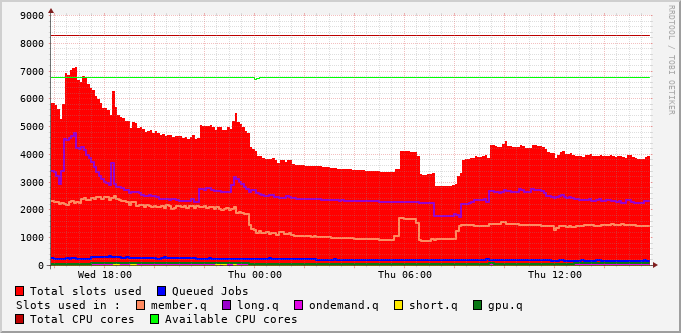 RRDTOOL / TOBI OETIKER
9000
8000
7000
6000
5000
4000
3000
2000
1000
0
Wed 18:00 Thu 00:00 Thu 06:00 Thu 12:00
Total slots used Queued Jobs
Slots used in : member.q long.q ondemand.q short.q gpu.q
Total CPU cores Available CPU cores